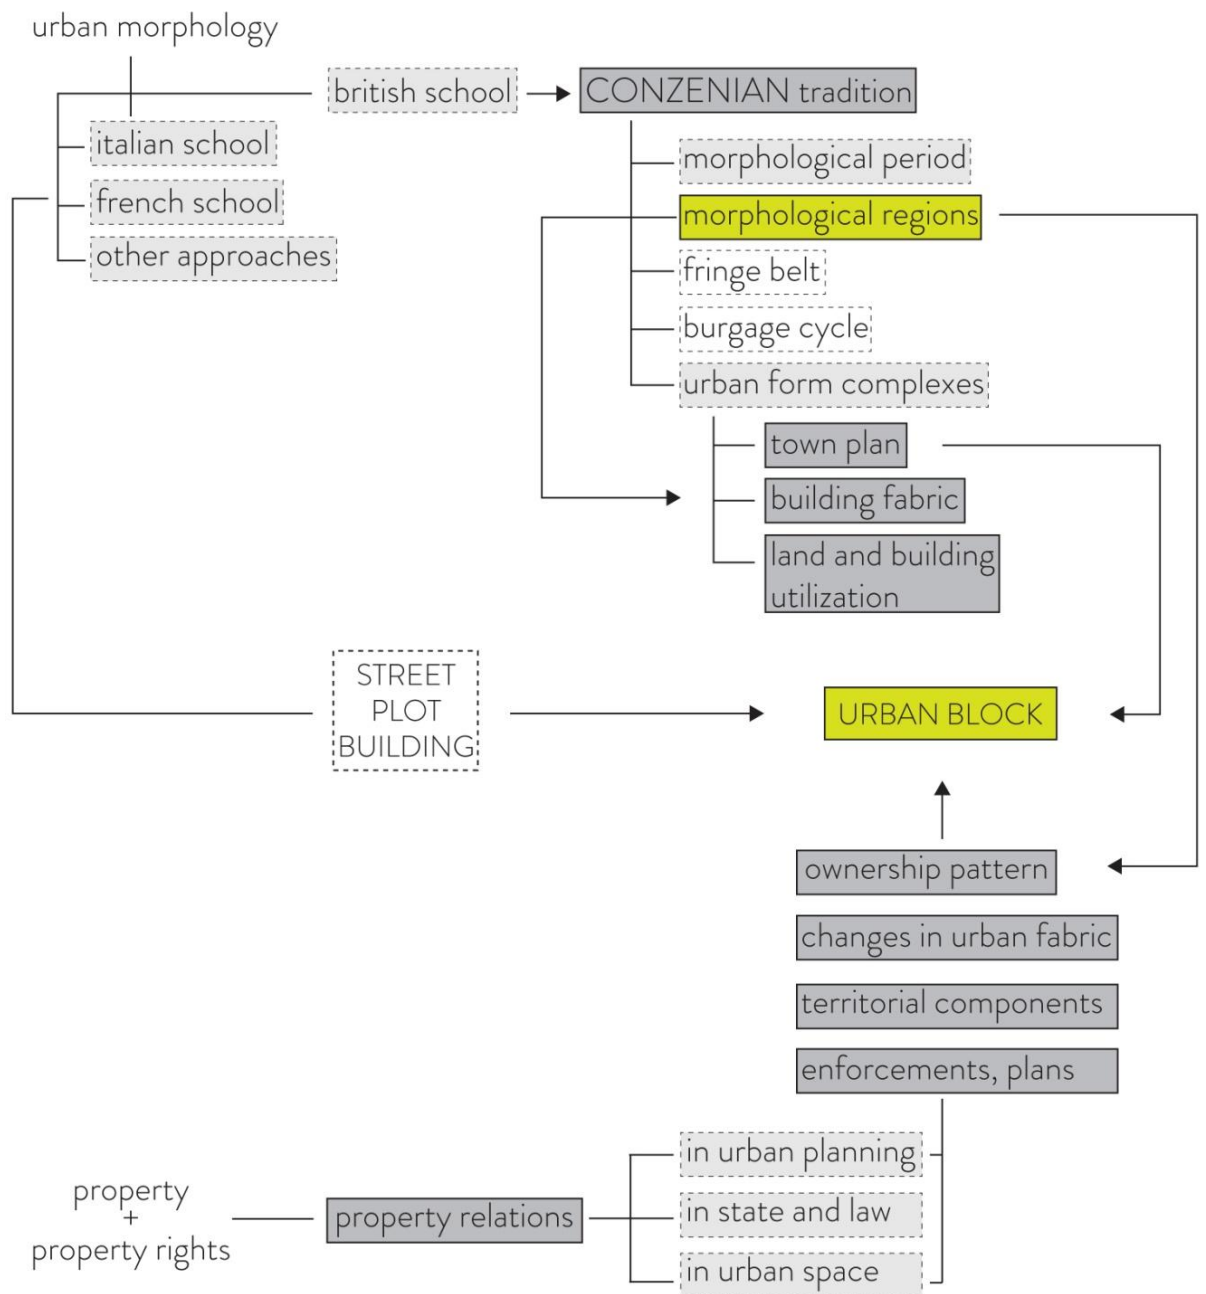 urban morphology
british school
CONZENIAN tradition
italian school
french school
other approaches
morphological period
morphological regions
fringe belt
burgage cycle
urban form complexes
town plan
building fabric
land and building
utilization
STREET
PLOT
BUILDING
URBAN BLOCK
ownership pattern
changes in urban fabric
territorial components
enforcements, plans
property
+
property rights
property relations
in urban planning
in state and law
in urban space